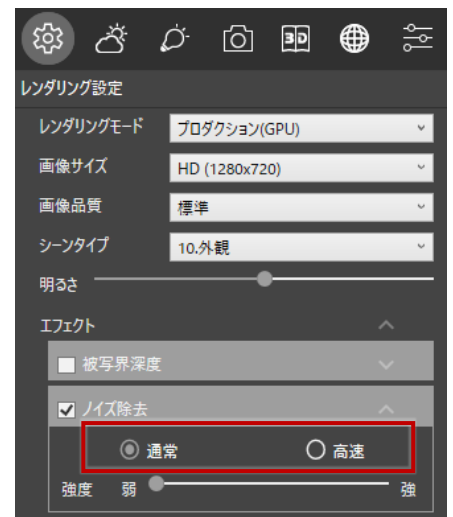 3D
レンダリング設定
レンダリングモード プロダクション(GPU)
画像サイズ HD (1280x720)
画像品質 標準
シーンタイプ 10.外観
明るさ
エフェクト
被写界深度
ノイズ除去
通常 高速
強度 弱 強